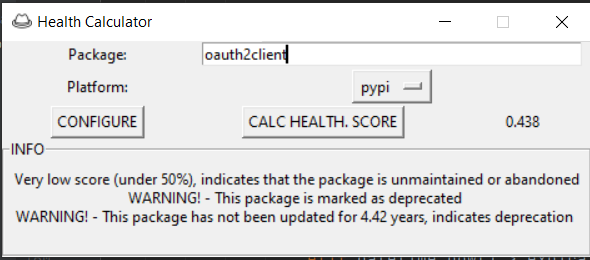 Health Calculator
Package: oauth2client
Platform: pypi
CONFIGURE CALC HEALTH. SCORE 0.438
INFO
Very low score (under 50%), indicates that the package is unmaintained or abandoned
WARNING! - This package is marked as deprecated
WARNING! - This package has not been updated for 4.42 years, indicates deprecation